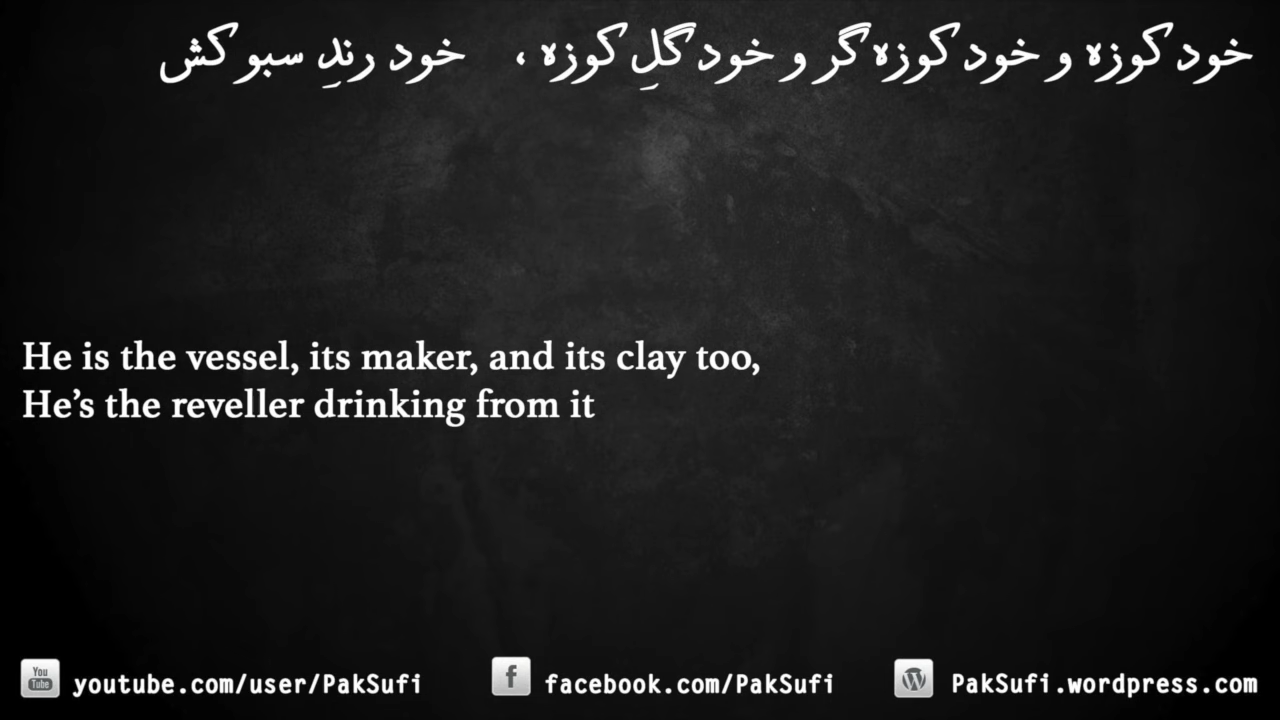 خود کوزہ و خود کوزہ گر و خود گلِ کوزہ ، خود رندِ سبو کش
He is the vessel, its maker, and its clay too,
He’s the reveller drinking from it
You Tube youtube.com/user/PakSufi f facebook.com/PakSufi W PakSufi.wordpress.com